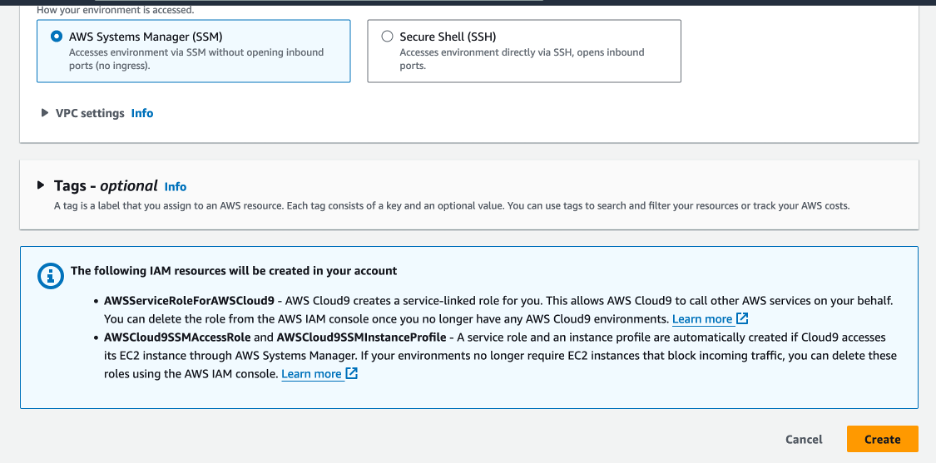 How your environment is accessed.
AWS Systems Manager (SSM)
Accesses environment via SSM without opening inbound
ports (no ingress).
Secure Shell (SSH)
Accesses environment directly via SSH, opens inbound
ports.
VPC settings Info
Tags - optional Info
A tag is a label that you assign to an AWS resource. Each tag consists of a key and an optional value. You can use tags to search and filter your resources or track your AWS costs.
The following IAM resources will be created in your account
• AWSServiceRoleForAWSCloud9 - AWS Cloud9 creates a service-linked role for you. This allows AWS Cloud9 to call other AWS services on your behalf.
You can delete the role from the AWS IAM console once you no longer have any AWS Cloud9 environments. Learn more
• AWSCloud9SSMAccessRole and AWSCloud9SSMInstanceProfile - A service role and an instance profile are automatically created if Cloud9 accesses
its EC2 instance through AWS Systems Manager. If your environments no longer require EC2 instances that block incoming traffic, you can delete these
roles using the AWS IAM console. Learn more
Cancel
Create